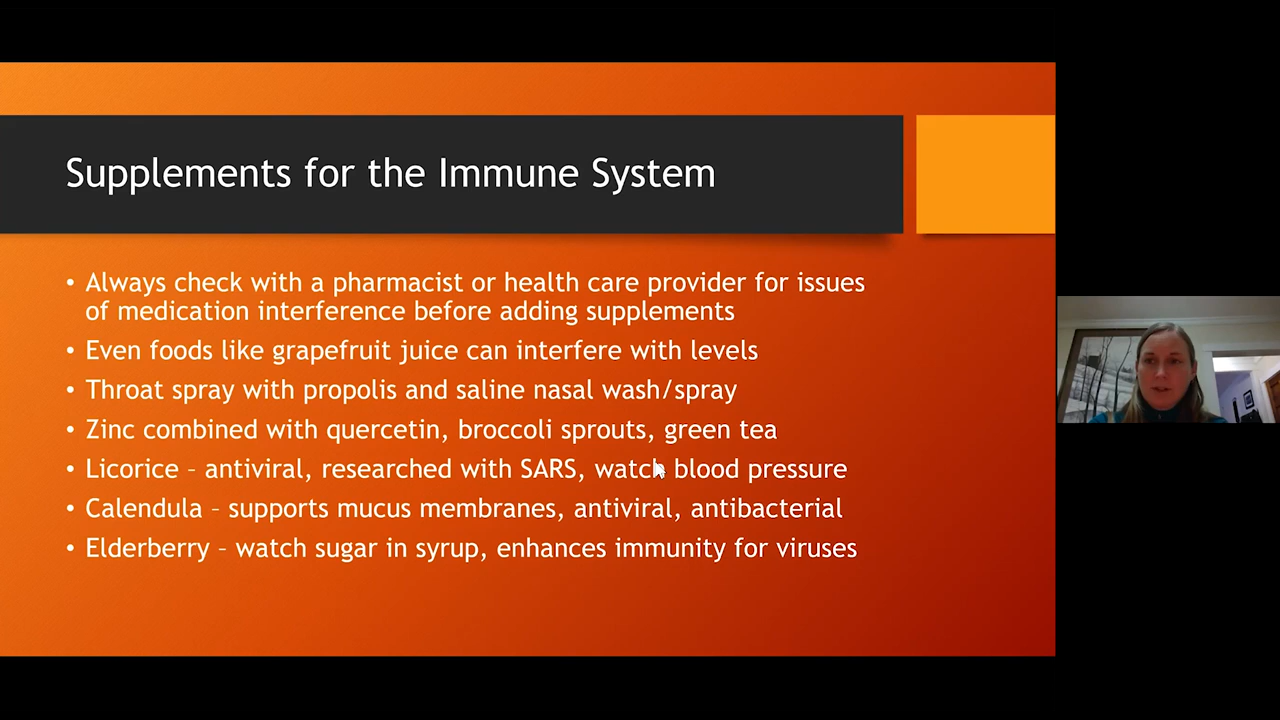 Supplements for the Immune System
• Always check with a pharmacist or health care provider for issues
of medication interference before adding supplements
• Even foods like grapefruit juice can interfere with levels
• Throat spray with propolis and saline nasal wash/spray
• Zinc combined with quercetin, broccoli sprouts, green tea
• Licorice – antiviral, researched with SARS, watch blood pressure
• Calendula – supports mucus membranes, antiviral, antibacterial
• Elderberry – watch sugar in syrup, enhances immunity for viruses